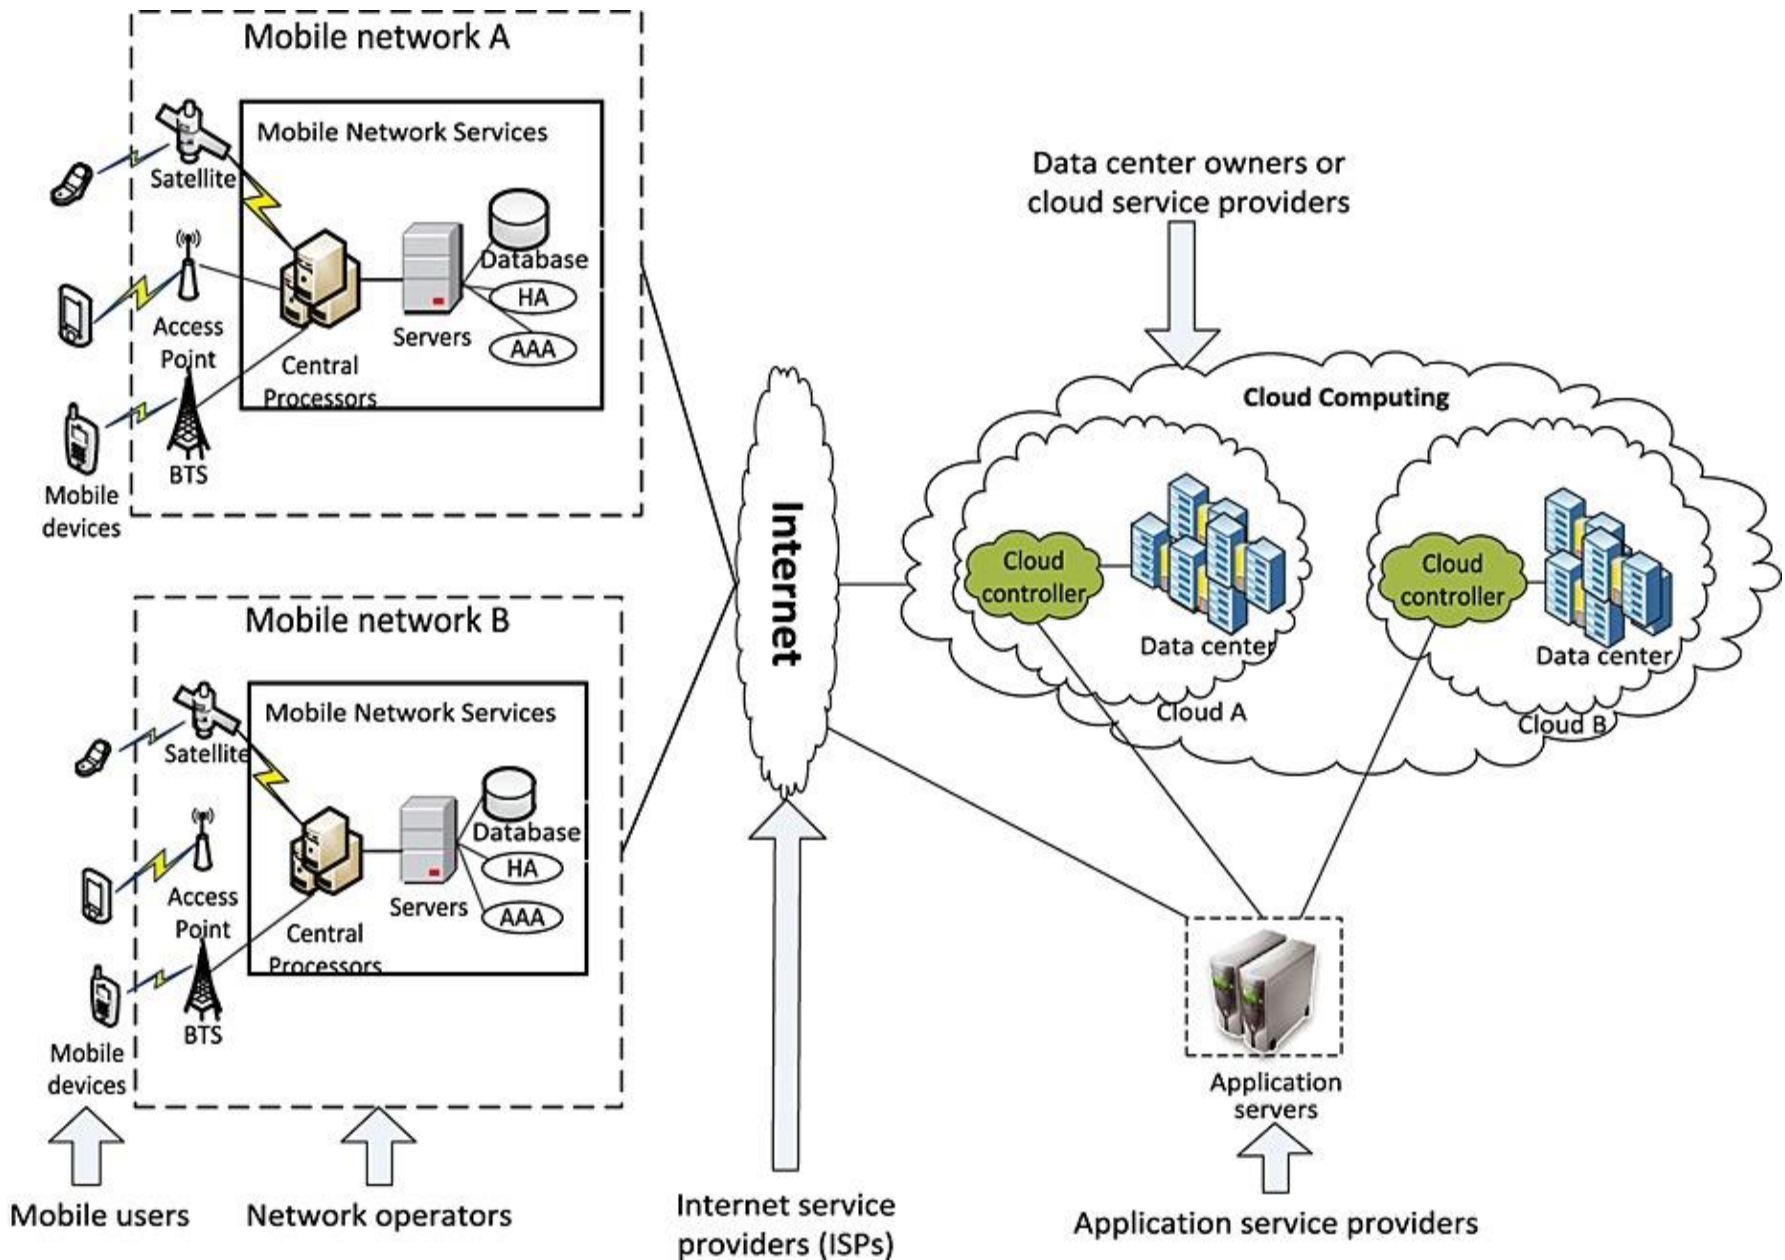 Mobile network A
Mobile Network Services
Satellite
Database
HA
AAA
Access
Point
Servers
Central
Processors
BTS
Mobile
devices
Mobile network B
Mobile Network Services
Satellite
Database
HA
AAA
Access
Point
Servers
Central
Processors
BTS
Mobile
devices
Mobile users
Network operators
Internet
Internet service
providers (ISPs)
Data center owners or
cloud service providers
Cloud Computing
Cloud
controller
Data center
Cloud A
Cloud
controller
Data center
Cloud B
Application
servers
Application service providers